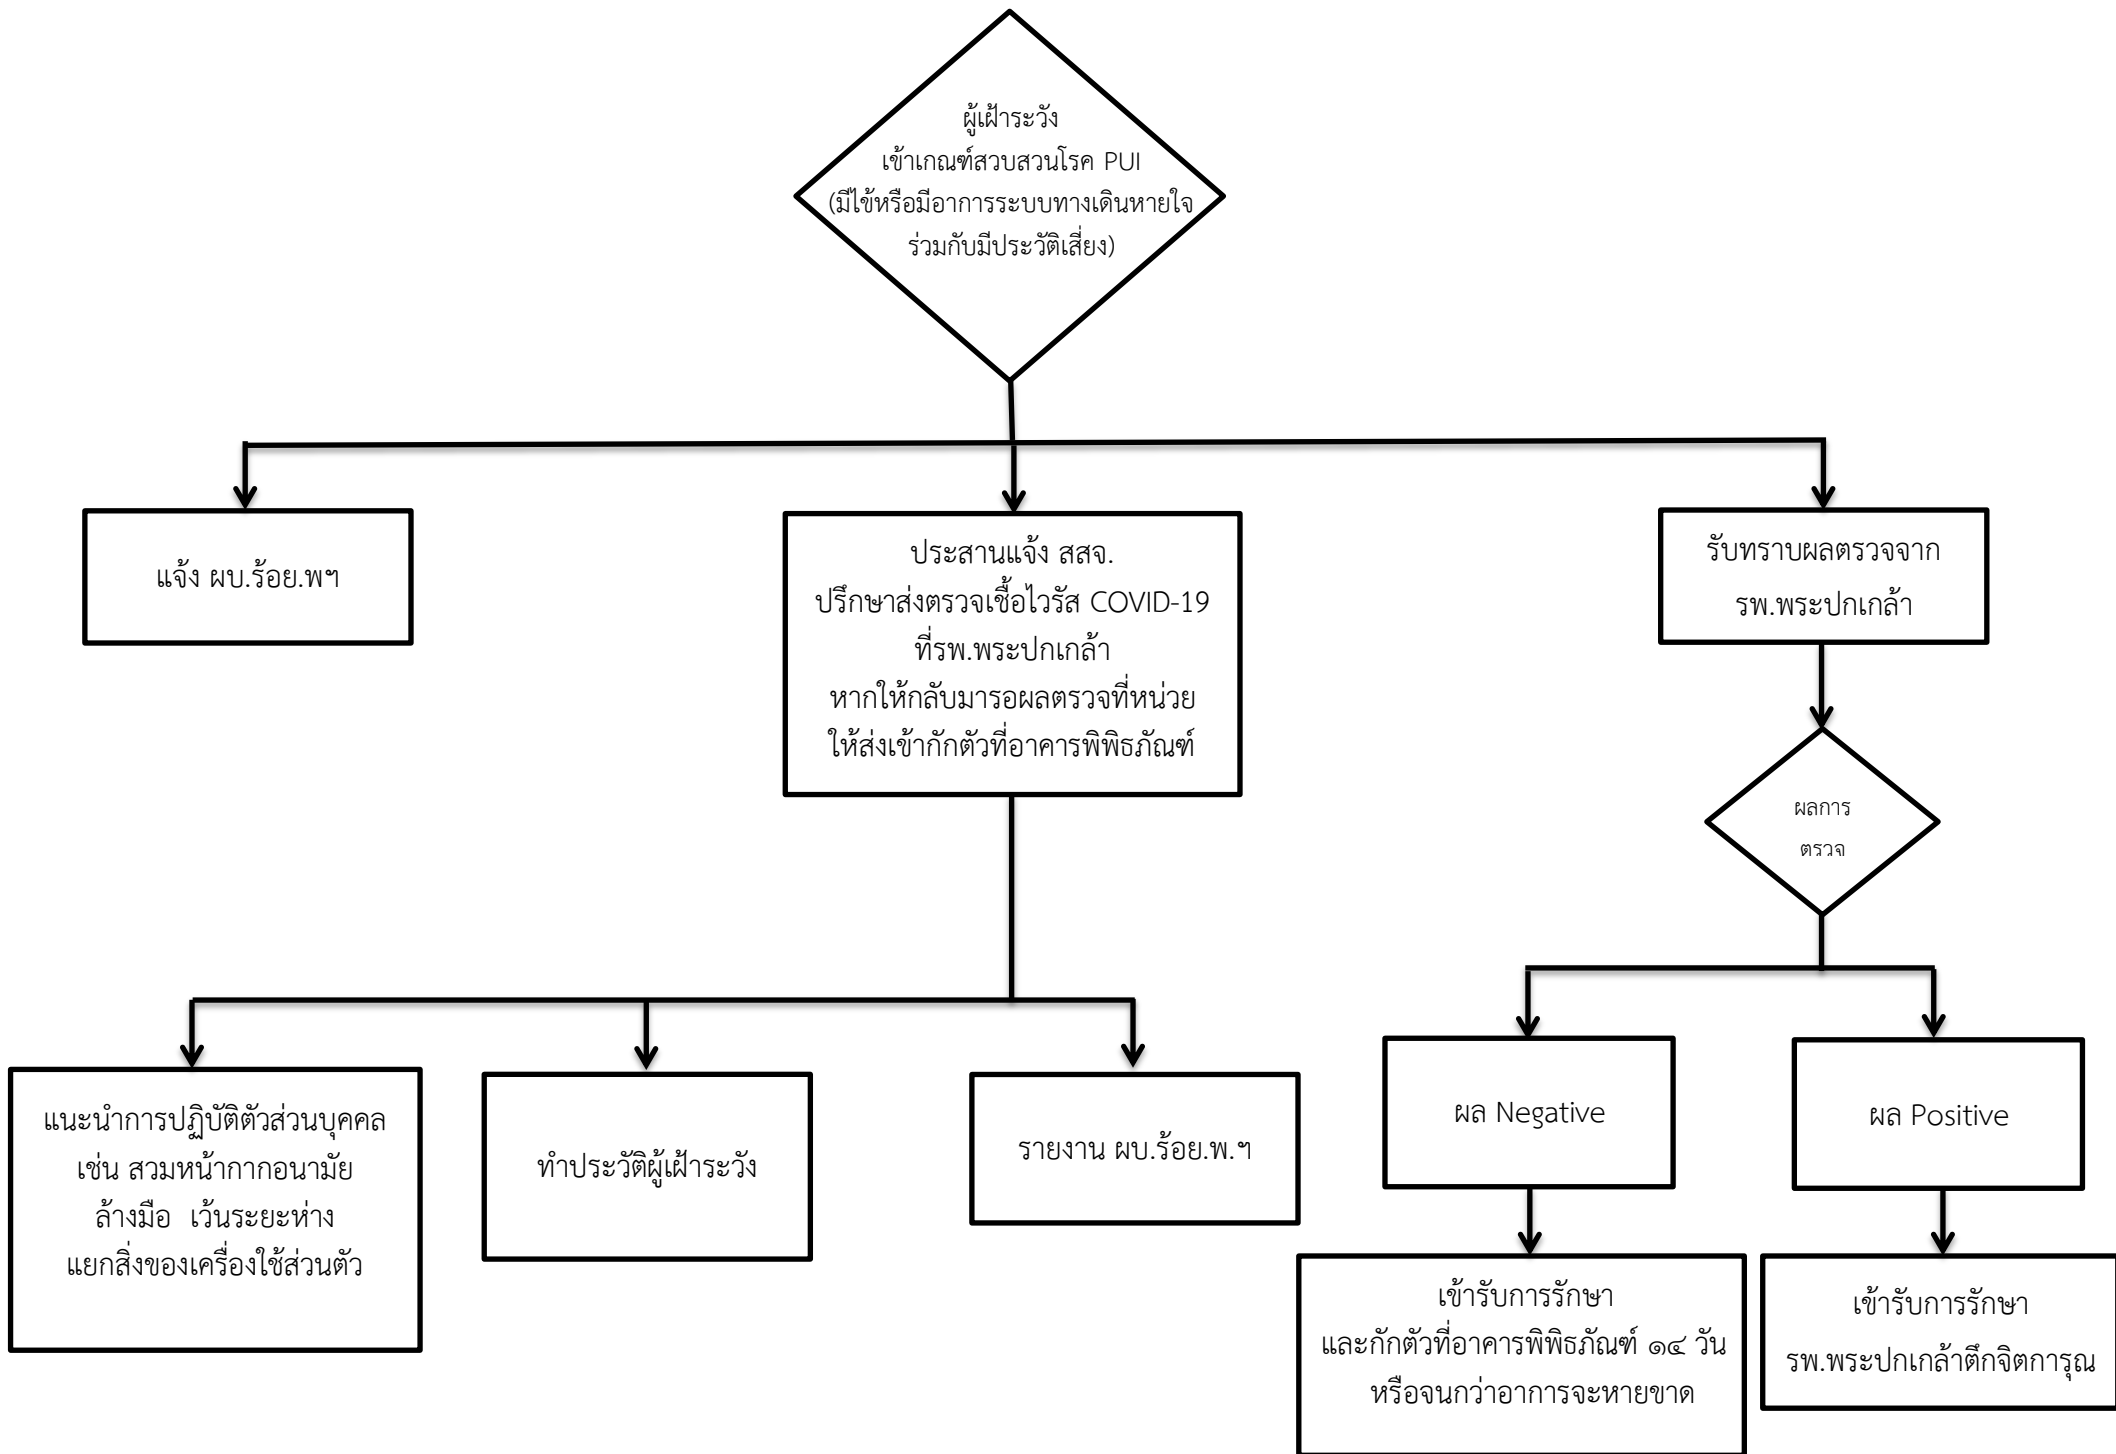 ผู้เฝ้าระวัง
เข้าเกณฑ์สวบสวนโรค PUI
(มีไข้หรือมีอาการระบบทางเดินหายใจ
ร่วมกับมีประวัติเสี่ยง)
แจ้ง ผบ.ร้อย.พฯ
ประสานแจ้ง สสจ.
ปรึกษาส่งตรวจเชื้อไวรัส COVID-19
ที่รพ.พระปกเกล้า
หากให้กลับมารอผลตรวจที่หน่วย
ให้ส่งเข้ากักตัวที่อาคารพิพิธภัณฑ์
รับทราบผลตรวจจาก
รพ.พระปกเกล้า
ผลการ
ตรวจ
แนะนำการปฏิบัติตัวส่วนบุคคล
เช่น สวมหน้ากากอนามัย
ล้างมือ เว้นระยะห่าง
แยกสิ่งของเครื่องใช้ส่วนตัว
ทำประวัติผู้เฝ้าระวัง
รายงาน ผบ.ร้อย.พ.ฯ
ผล Negative
ผล Positive
เข้ารับการรักษา
และกักตัวที่อาคารพิพิธภัณฑ์ ๑๔ วัน
หรือจนกว่าอาการจะหายขาด
เข้ารับการรักษา
รพ.พระปกเกล้าตึกจิตการุณ